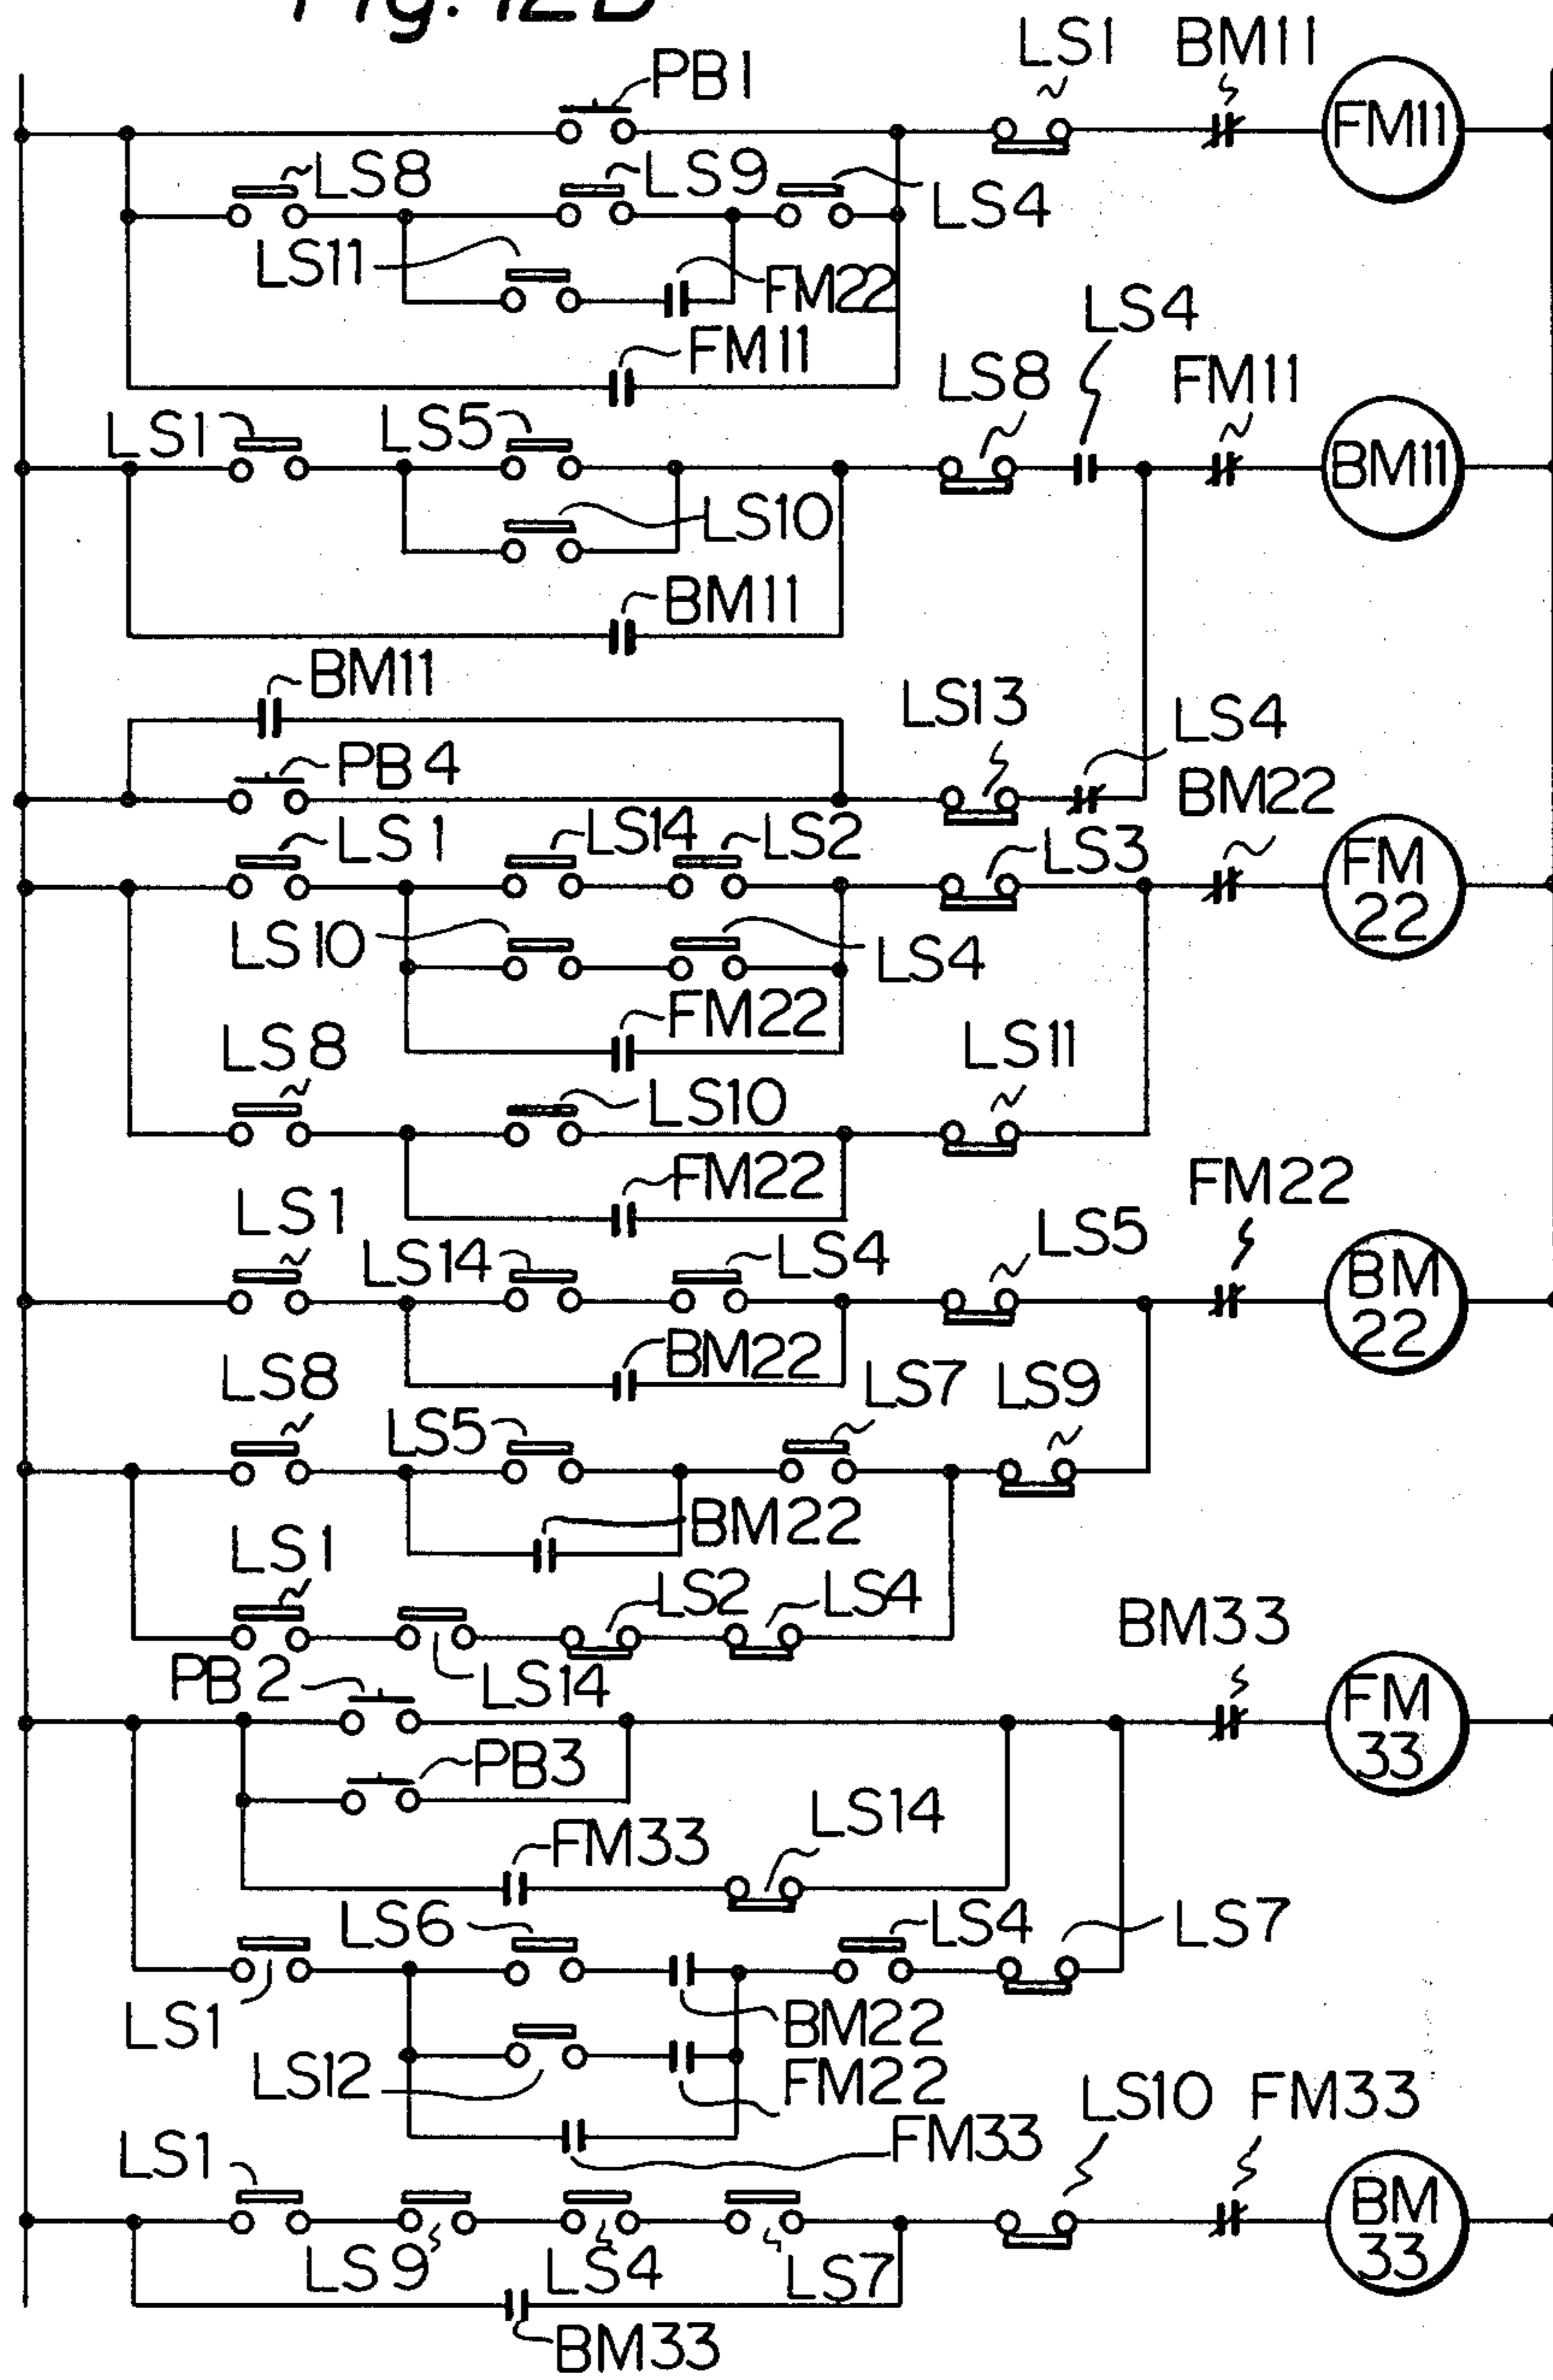 Fig. 12B
LS1 BM11
PB1
FM11
LS8 LS9 LS4
LS11 FM22
LS4
FM11
LS8 FM11
LS1 LS5
BM11
LS10
BM11
BM11
LS13 LS4
PB4
BM22
LS1 LS14 LS2 LS3
FM
22
LS10 LS4
FM22
LS8 LS11
LS10
FM22
FM22
LS1
LS14 LS4 LS5
BM
22
BM22
LS8 LS7 LS9
LS5
BM22
LS1
LS2 LS4
BM33
PB2 LS14
FM
33
PB3
LS14
FM33
LS6 LS4 LS7
LS1 BM22
LS12 FM22
LS10 FM33
FM33
LS1
BM
33
LS9 LS4 LS7
BM33